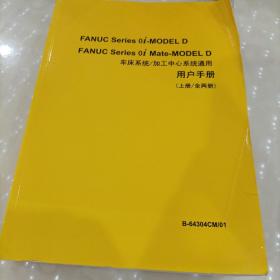 FANUC Series 0i-MODEL D
FANUC Series 0i Mate-MODEL D
车床系统/加工中心系统通用
用户手册
(上册/全两册)
B-64304CM/01